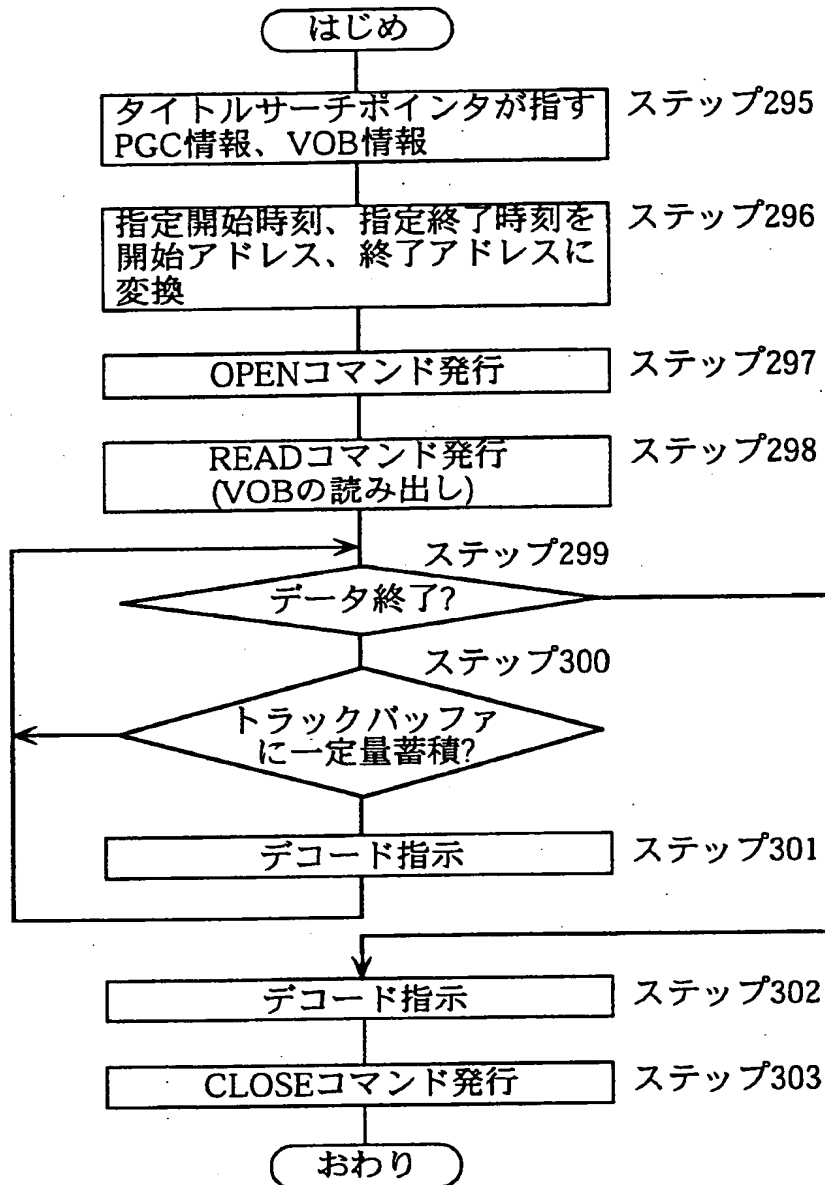 はじめ
タイトルサーチポインタが指す
PGC情報、VOB情報
ステップ295
指定開始時刻、指定終了時刻を
開始アドレス、終了アドレスに
変換
ステップ296
OPENコマンド発行
ステップ297
READコマンド発行
(VOBの読み出し)
ステップ298
ステップ299
データ終了?
ステップ300
トラックバッファ
に一定量蓄積?
デコード指示
ステップ301
デコード指示
ステップ302
CLOSEコマンド発行
ステップ303
おわり